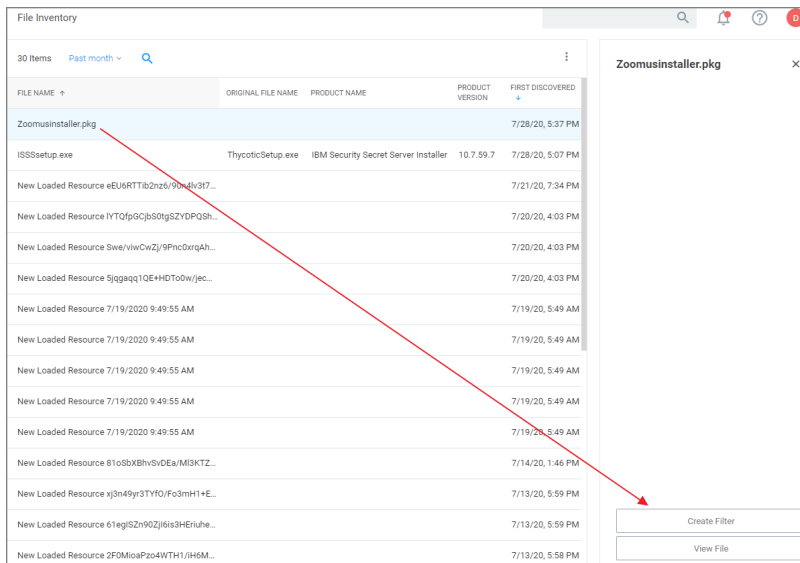 File Inventory
D
30 Items Past month
Zoomusinstaller.pkg
FILE NAME ORIGINAL FILE NAME PRODUCT NAME PRODUCT VERSION FIRST DISCOVERED
Zoomusinstaller.pkg 7/28/20, 5:37 PM
ISSSsetup.exe ThycoticSetup.exe IBM Security Secret Server Installer 10.7.59.7 7/28/20, 5:07 PM
New Loaded Resource eEU6RTTib2nz6/90n4lv3t7... 7/21/20, 7:34 PM
New Loaded Resource lYTQfpGCjbS0tgSZYDPQSh... 7/20/20, 4:03 PM
New Loaded Resource Swe/viwCwZj/9Pnc0xrqAh... 7/20/20, 4:03 PM
New Loaded Resource 5jqgaqq1QE+HDTo0w/jec... 7/20/20, 4:03 PM
New Loaded Resource 7/19/2020 9:49:55 AM 7/19/20, 5:49 AM
New Loaded Resource 7/19/2020 9:49:55 AM 7/19/20, 5:49 AM
New Loaded Resource 7/19/2020 9:49:55 AM 7/19/20, 5:49 AM
New Loaded Resource 7/19/2020 9:49:55 AM 7/19/20, 5:49 AM
New Loaded Resource 7/19/2020 9:49:55 AM 7/19/20, 5:49 AM
New Loaded Resource 81oSbXBhvSvDEa/Ml3KTZ... 7/14/20, 1:46 PM
New Loaded Resource xj3n49yr3TYfO/Fo3mH1+E... 7/13/20, 5:59 PM
New Loaded Resource 61egISZn90ZjI6is3HEriuhe... 7/13/20, 5:59 PM
New Loaded Resource 2F0MioaPzo4WTH1/iH6M... 7/13/20, 5:58 PM
Create Filter
View File